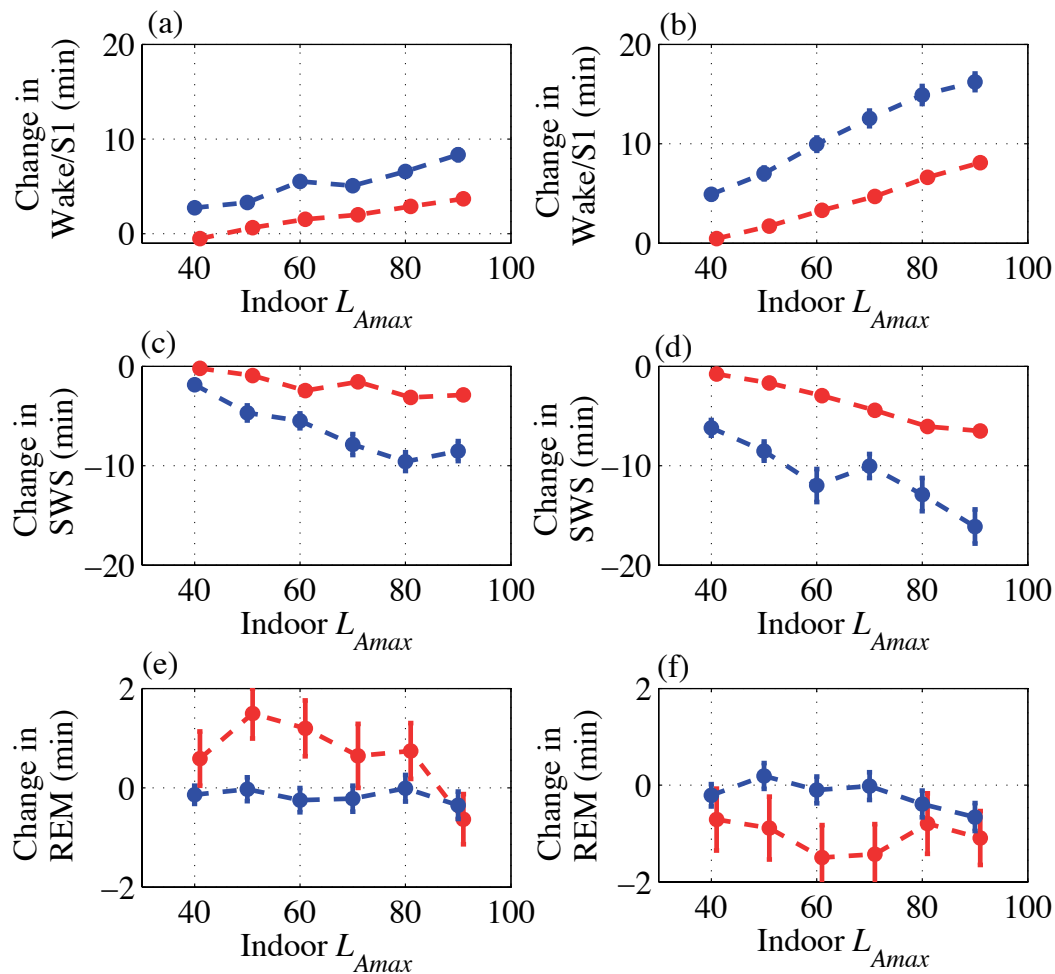 (a)
Change in
Wake/S1 (min)
20
10
0
40 60 80 100
Indoor L_Amax
(b)
Change in
Wake/S1 (min)
20
10
0
40 60 80 100
Indoor L_Amax
(c)
Change in
SWS (min)
0
−10
−20
40 60 80 100
Indoor L_Amax
(d)
Change in
SWS (min)
0
−10
−20
40 60 80 100
Indoor L_Amax
(e)
Change in
REM (min)
2
0
−2
40 60 80 100
Indoor L_Amax
(f)
Change in
REM (min)
2
0
−2
40 60 80 100
Indoor L_Amax